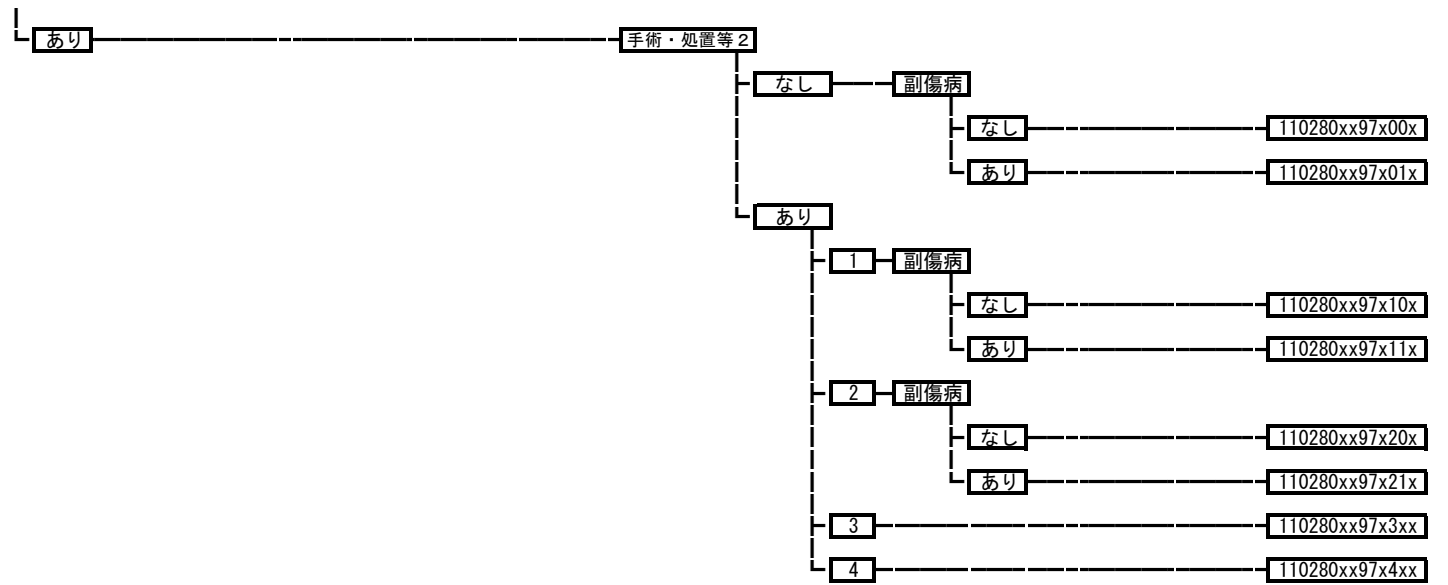 あり 手術・処置等２
なし 副傷病
なし 110280xx97x00x
あり 110280xx97x01x
あり
1 副傷病
なし 110280xx97x10x
あり 110280xx97x11x
2 副傷病
なし 110280xx97x20x
あり 110280xx97x21x
3 110280xx97x3xx
4 110280xx97x4xx